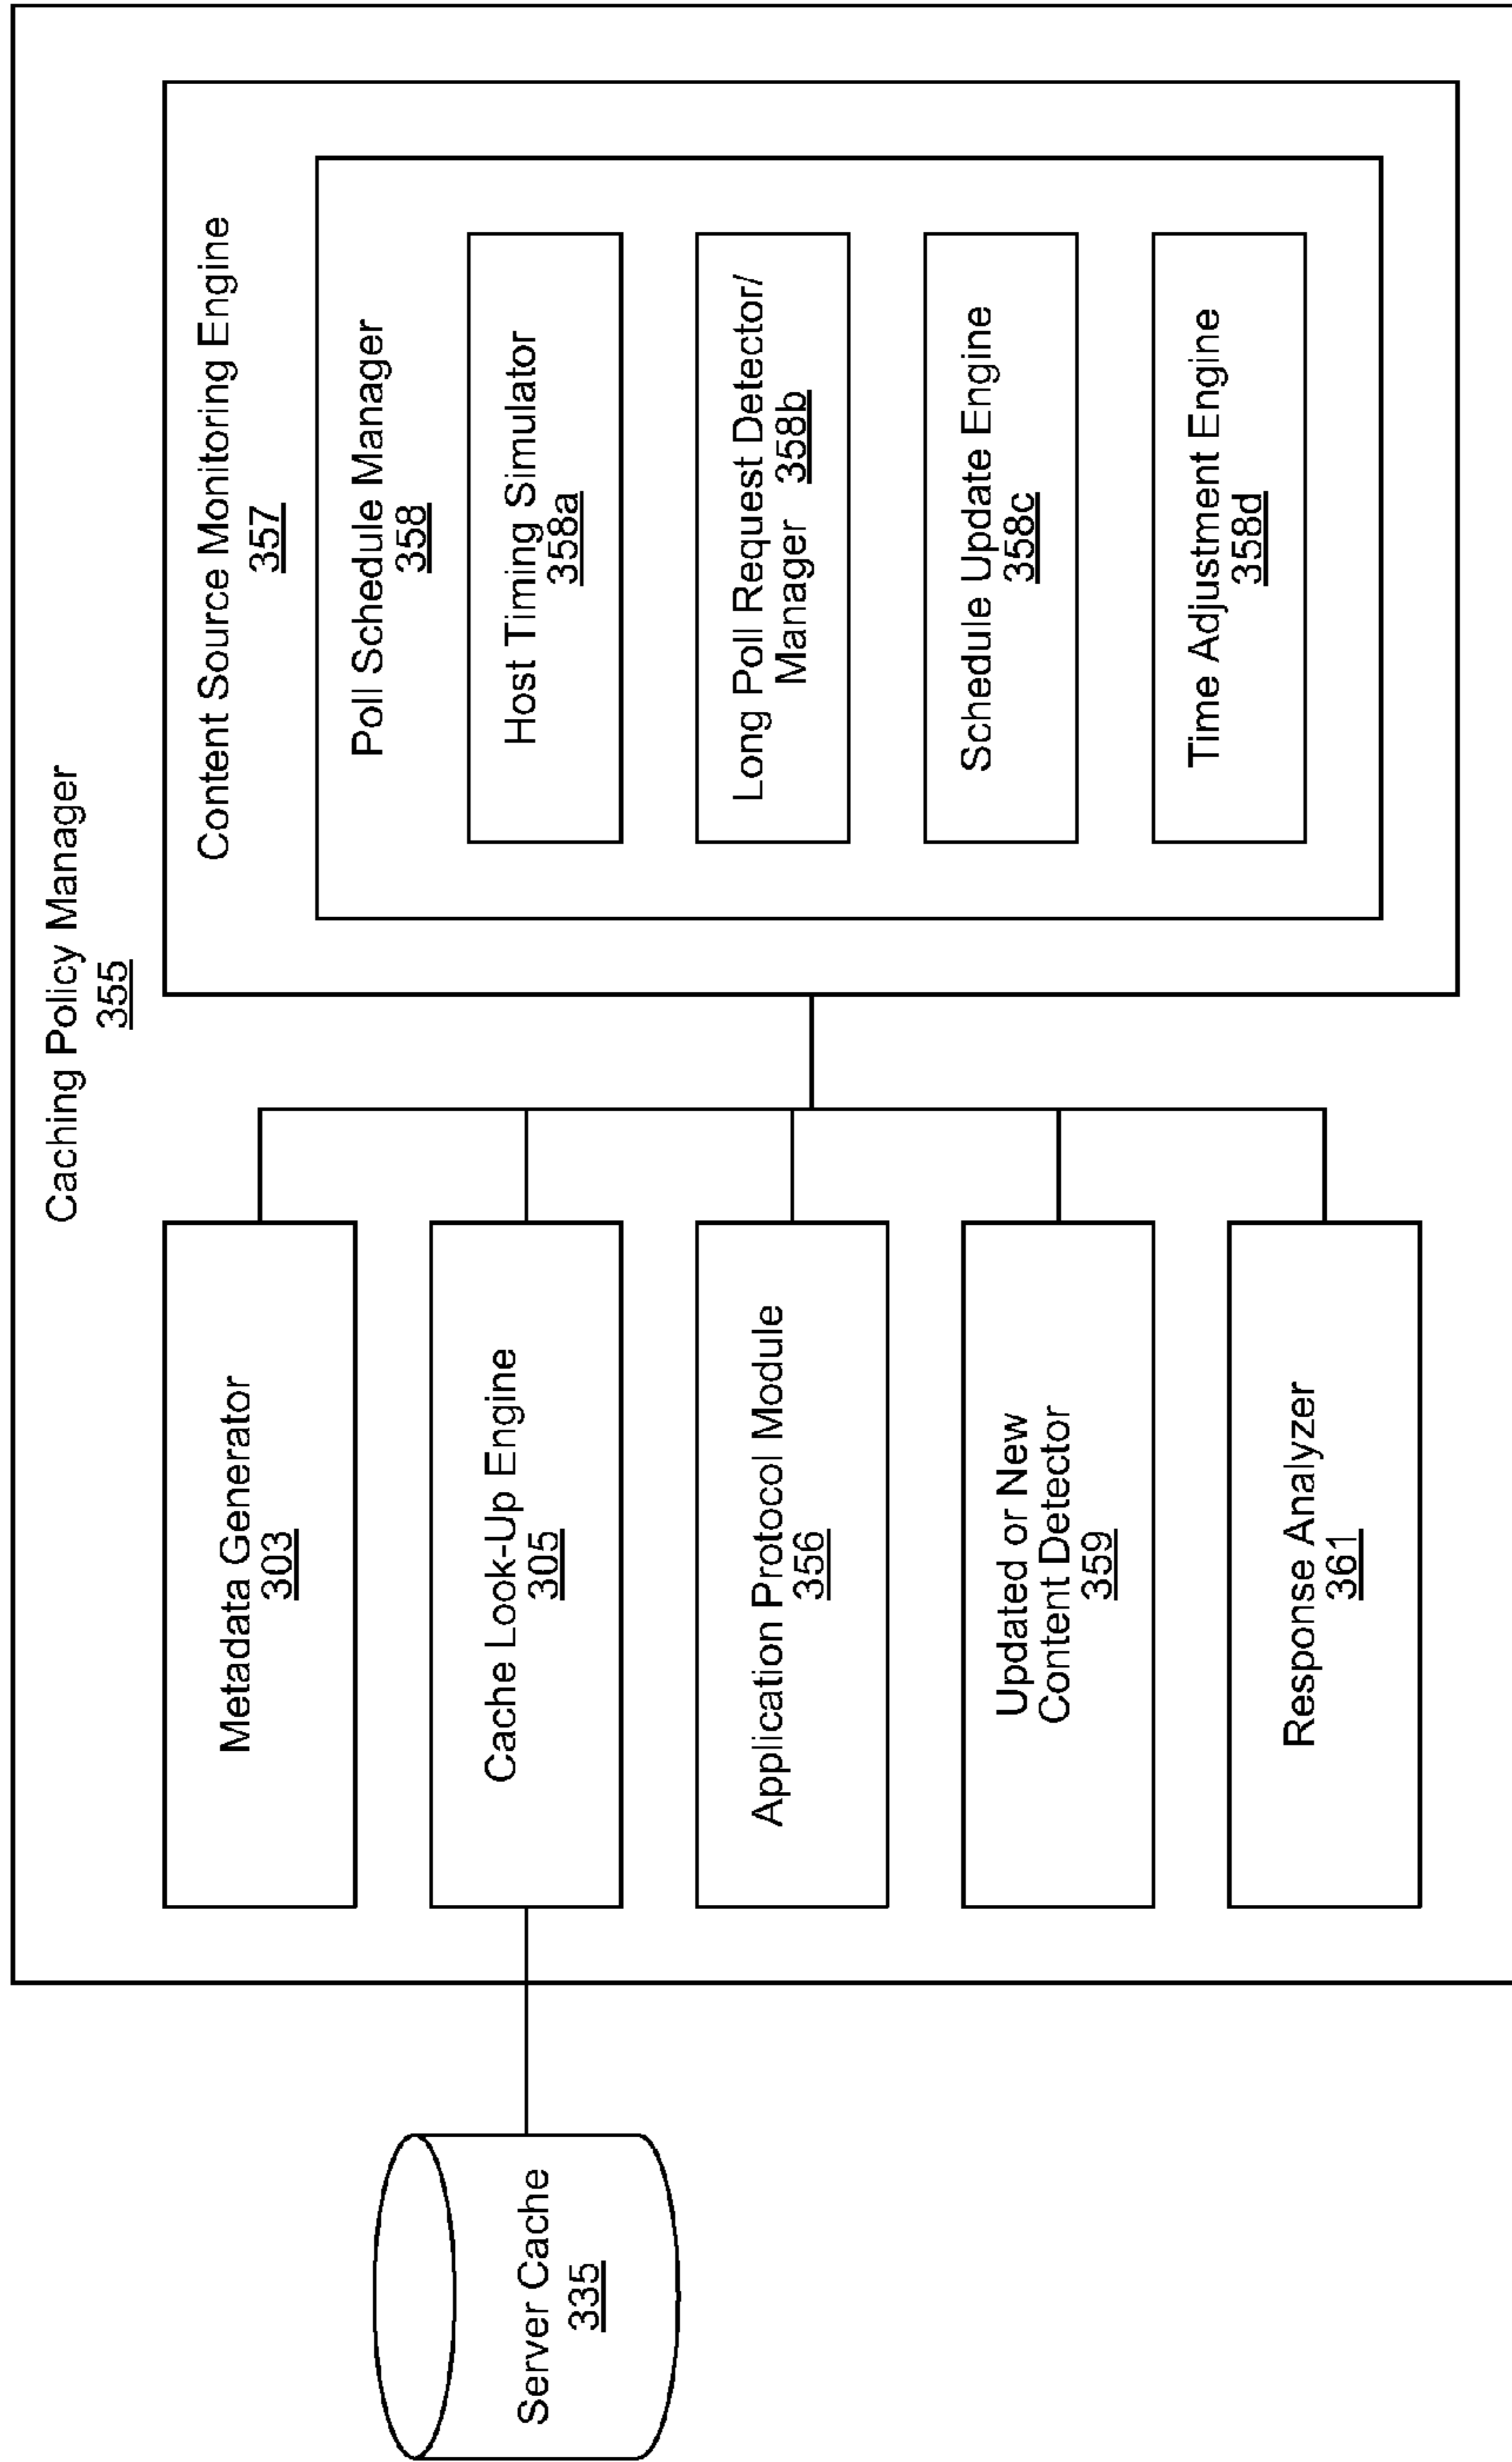 Caching Policy Manager
355
Server Cache
335
Metadata Generator
303
Cache Look-Up Engine
305
Application Protocol Module
356
Updated or New
Content Detector
359
Response Analyzer
361
Content Source Monitoring Engine
357
Poll Schedule Manager
358
Host Timing Simulator
358a
Long Poll Request Detector/
Manager 358b
Schedule Update Engine
358c
Time Adjustment Engine
358d